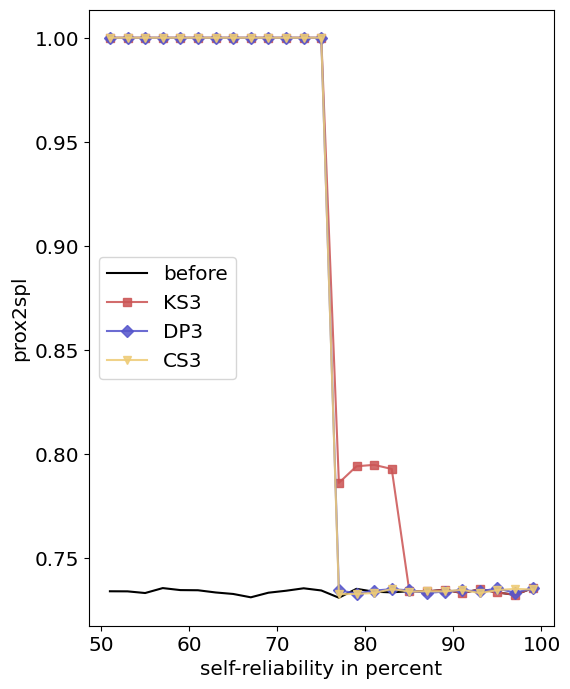 1.00
0.95
0.90
0.85
0.80
0.75
prox2spl
before
KS3
DP3
CS3
50 60 70 80 90 100
self-reliability in percent